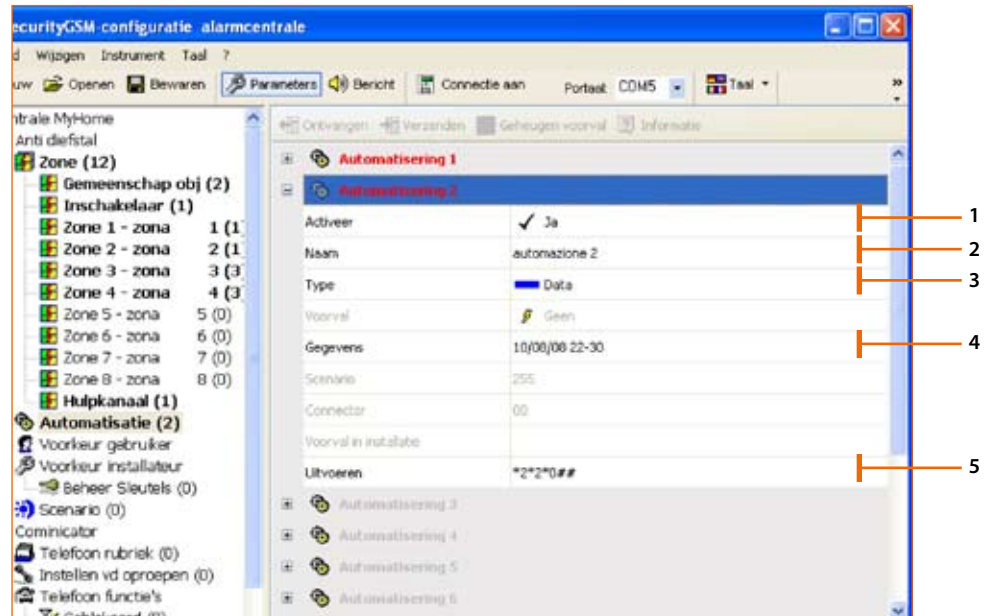 ecurityGSM-configuratie alarmcentrale
d Wijzigen Instrument Taal ?
uw Openen Bewaren Parameters Bericht Connectie aan Portaal COM5 Taal »
ntrale MyHome
Anti diefstal
Zone (12)
Gemeenschap obj (2)
Inschakelaar (1)
Zone 1 - zona 1 (1
Zone 2 - zona 2 (1
Zone 3 - zona 3 (3
Zone 4 - zona 4 (3
Zone 5 - zona 5 (0)
Zone 6 - zona 6 (0)
Zone 7 - zona 7 (0)
Zone 8 - zona 8 (0)
Hulpkanaal (1)
Automatisatie (2)
Voorkeur gebruiker
Voorkeur installateur
Beheer Sleutels (0)
Scenario (0)
Cominicator
Telefoon rubriek (0)
Instellen vd oproepen (0)
Telefoon functie's
Ontvangen Verzenden Geheugen voorval Informatie
Automatisering 1
Automatisering 2
Activeer Ja 1
Naam automazione 2 2
Type Data 3
Voorval Geen
Gegevens 10/08/08 22-30 4
Scenario 255
Connector 00
Voorval in installatie
Uitvoeren *2*2*0## 5
Automatisering 3
Automatisering 4
Automatisering 5
Automatisering 6